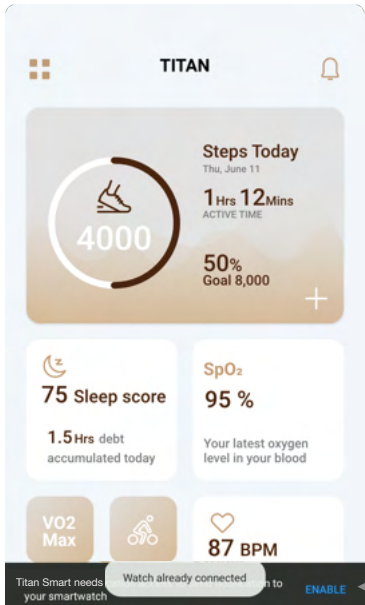 TITAN
Steps Today
Thu, June 11
1Hrs 12Mins
ACTIVE TIME
4000
50%
Goal 8,000
75 Sleep score
1.5Hrs debt
accumulated today
SpO₂
95 %
Your latest oxygen
level in your blood
VO2
Max
87 BPM
Titan Smart needs
Watch already connected
on to
your smartwatch
ENABLE